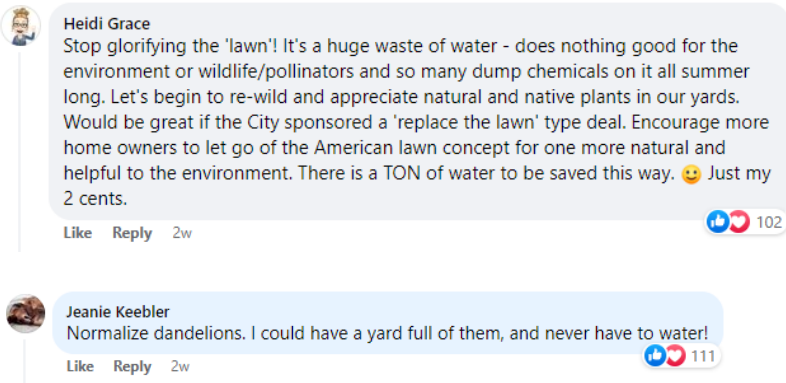 Heidi Grace
Stop glorifying the 'lawn'! It's a huge waste of water - does nothing good for the
environment or wildlife/pollinators and so many dump chemicals on it all summer
long. Let's begin to re-wild and appreciate natural and native plants in our yards.
Would be great if the City sponsored a 'replace the lawn' type deal. Encourage more
home owners to let go of the American lawn concept for one more natural and
helpful to the environment. There is a TON of water to be saved this way. 🙂 Just my
2 cents.
102
Like Reply 2w
Jeanie Keebler
Normalize dandelions. I could have a yard full of them, and never have to water!
111
Like Reply 2w